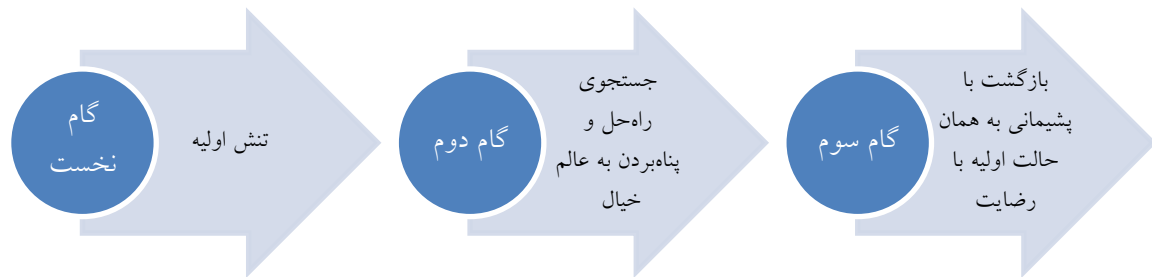 گام
نخست
تنش اولیه
گام دوم
جستجوی
راه‌حل و
پناه‌بردن به عالم
خیال
گام سوم
بازگشت با
پشیمانی به همان
حالت اولیه با
رضایت